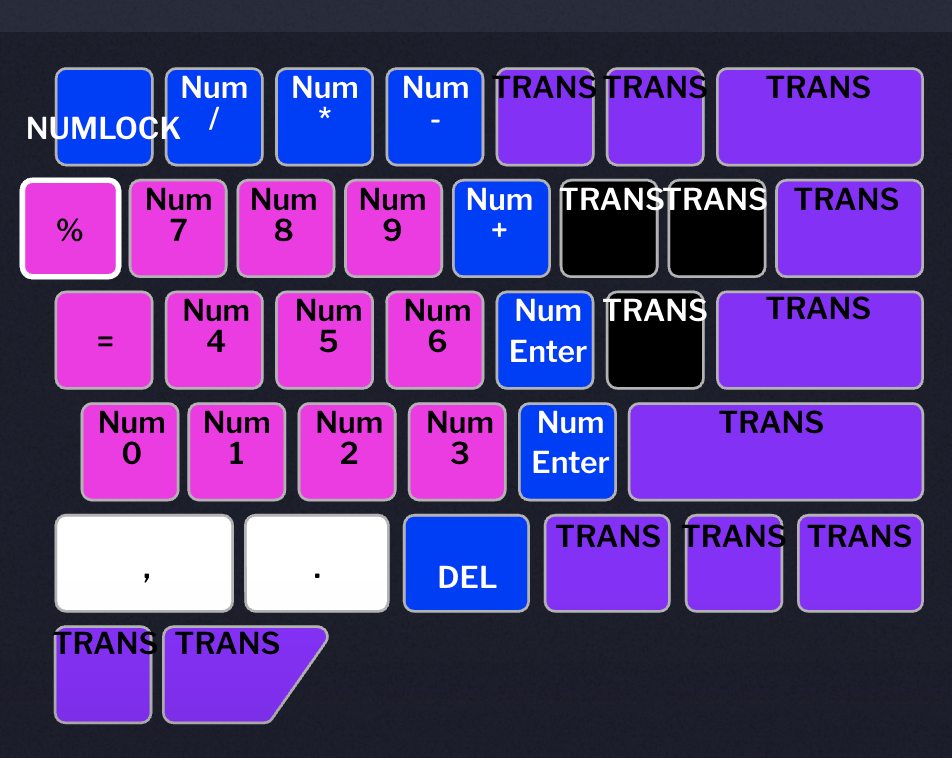 NUMLOCK Num / Num * Num - TRANS TRANS TRANS
% Num 7 Num 8 Num 9 Num + TRANS TRANS TRANS
= Num 4 Num 5 Num 6 Num Enter TRANS TRANS
Num 0 Num 1 Num 2 Num 3 Num Enter TRANS
, . DEL TRANS TRANS TRANS
TRANS TRANS